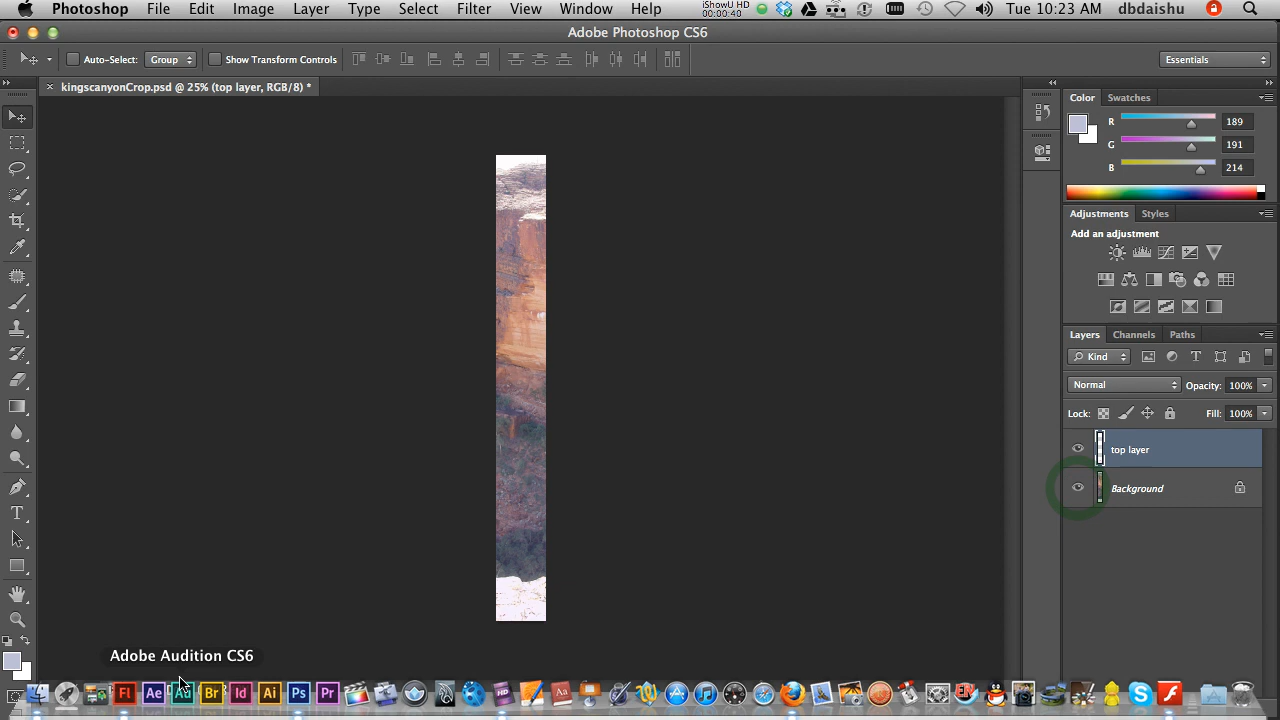 Photoshop File Edit Image Layer Type Select Filter View Window Help iShowU HD 00:00:40 Tue 10:23 AM dbdaishu
Adobe Photoshop CS6
Auto-Select: Group Show Transform Controls Essentials
kingscanyonCrop.psd @ 25% (top layer, RGB/8) *
Color Swatches
R 189
G 191
B 214
Adjustments Styles
Add an adjustment
Layers Channels Paths
Kind
Normal Opacity: 100%
Lock: Fill: 100%
top layer
Background
Adobe Audition CS6
Fl Ae Au Br Id Ai Ps Pr HD EN